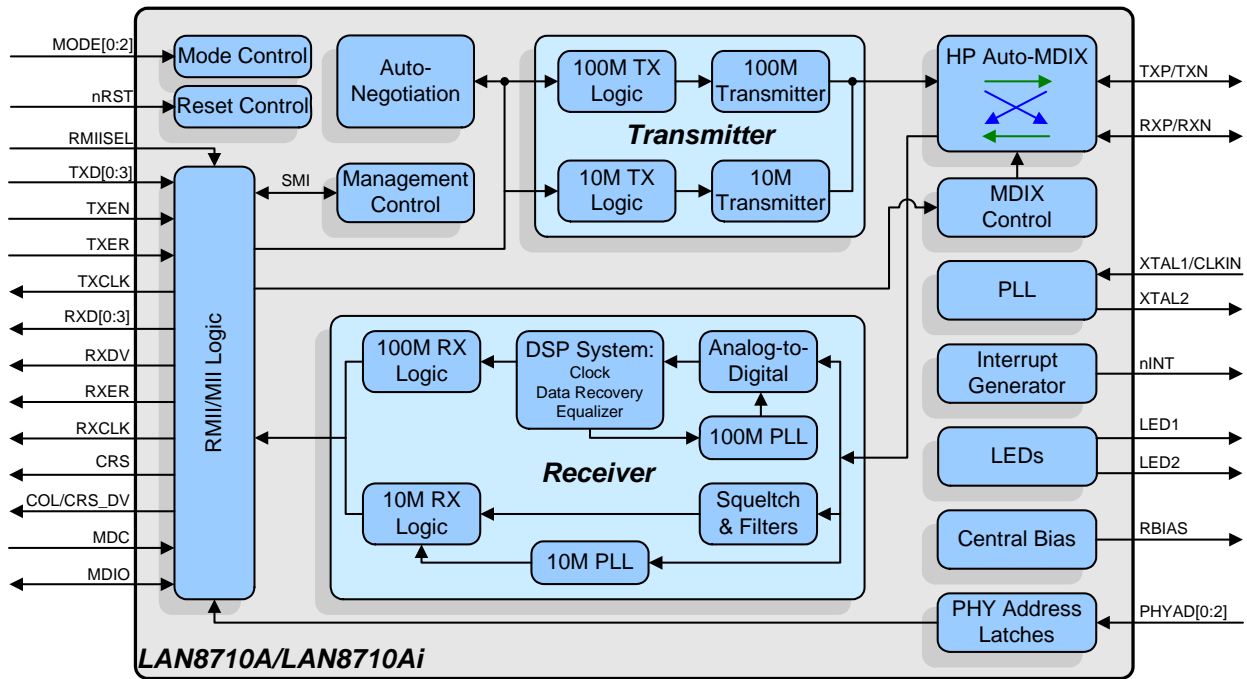 MODE[0:2]
nRST
RMIISEL
TXD[0:3]
TXEN
TXER
TXCLK
RXD[0:3]
RXDV
RXER
RXCLK
CRS
COL/CRS_DV
MDC
MDIO
Mode Control
Reset Control
RMII/MII Logic
SMI
Auto-
Negotiation
Management
Control
100M TX
Logic
100M
Transmitter
Transmitter
10M TX
Logic
10M
Transmitter
HP Auto-MDIX
MDIX
Control
100M RX
Logic
DSP System:
Clock
Data Recovery
Equalizer
Analog-to-
Digital
100M PLL
Receiver
10M RX
Logic
Squeltch
& Filters
10M PLL
PLL
Interrupt
Generator
LEDs
Central Bias
PHY Address
Latches
TXP/TXN
RXP/RXN
XTAL1/CLKIN
XTAL2
nINT
LED1
LED2
RBIAS
PHYAD[0:2]
LAN8710A/LAN8710Ai